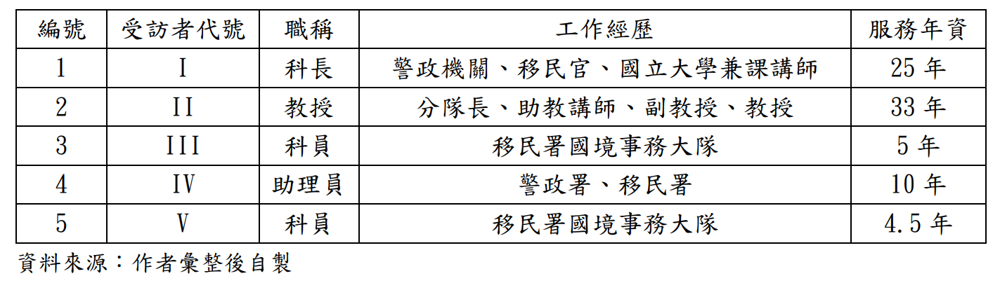 編號 受訪者代號 職稱 工作經歷 服務年資
1 I 科長 警政機關、移民官、國立大學兼課講師 25 年
2 II 教授 分隊長、助教講師、副教授、教授 33 年
3 III 科員 移民署國境事務大隊 5 年
4 IV 助理員 警政署、移民署 10 年
5 V 科員 移民署國境事務大隊 4.5 年
資料來源：作者彙整後自製